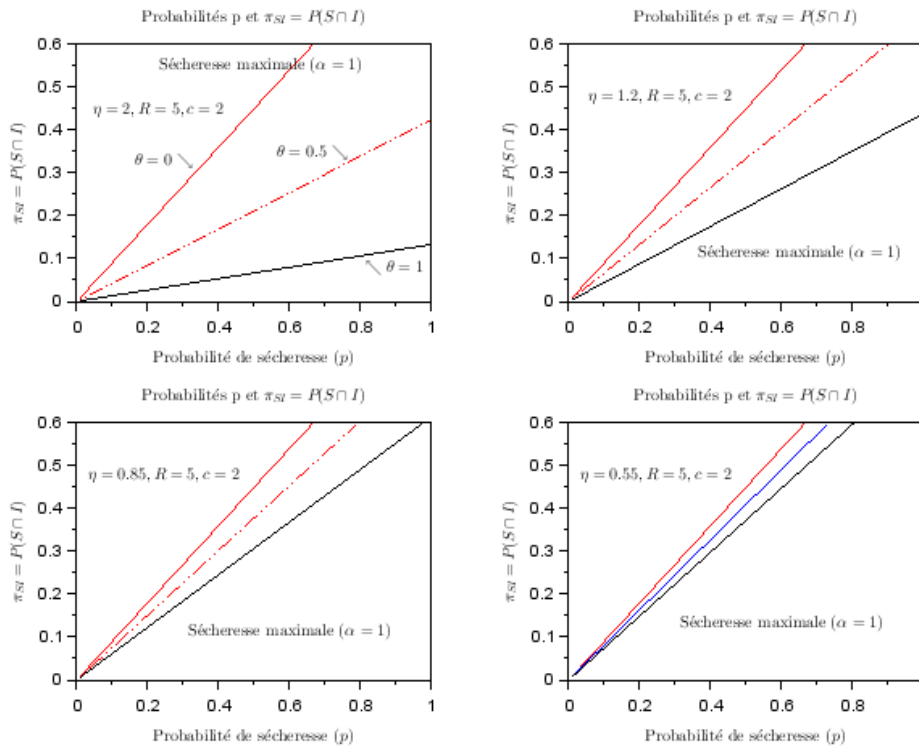 Probabilités p et π_SI = P(S∩I)
0.6
0.5
0.4
0.3
0.2
0.1
0
π_SI = P(S∩I)
Sécheresse maximale (α = 1)
η = 2, R = 5, c = 2
θ = 0
θ = 0.5
θ = 1
0 0.2 0.4 0.6 0.8 1
Probabilité de sécheresse (p)
Probabilités p et π_SI = P(S∩I)
0.6
0.5
0.4
0.3
0.2
0.1
0
π_SI = P(S∩I)
η = 1.2, R = 5, c = 2
Sécheresse maximale (α = 1)
0 0.2 0.4 0.6 0.8
Probabilité de sécheresse (p)
Probabilités p et π_SI = P(S∩I)
0.6
0.5
0.4
0.3
0.2
0.1
0
π_SI = P(S∩I)
η = 0.85, R = 5, c = 2
Sécheresse maximale (α = 1)
0 0.2 0.4 0.6 0.8 1
Probabilité de sécheresse (p)
Probabilités p et π_SI = P(S∩I)
0.6
0.5
0.4
0.3
0.2
0.1
0
π_SI = P(S∩I)
η = 0.55, R = 5, c = 2
Sécheresse maximale (α = 1)
0 0.2 0.4 0.6 0.8
Probabilité de sécheresse (p)